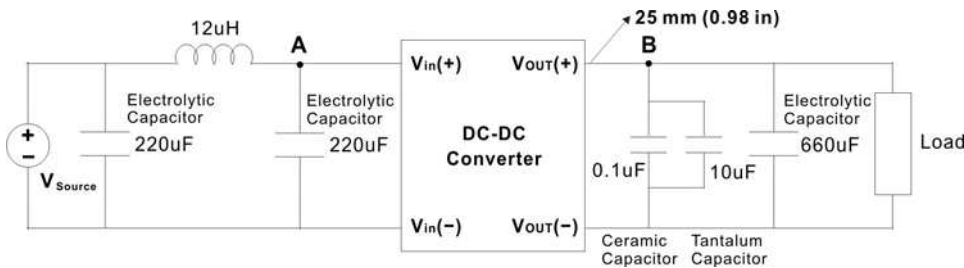 12uH
A
25 mm (0.98 in)
B
Vin(+)
VOUT(+)
Electrolytic
Capacitor
220uF
Electrolytic
Capacitor
220uF
DC-DC
Converter
0.1uF
10uF
Electrolytic
Capacitor
660uF
Load
+
−
VSource
Vin(−)
VOUT(−)
Ceramic
Capacitor
Tantalum
Capacitor